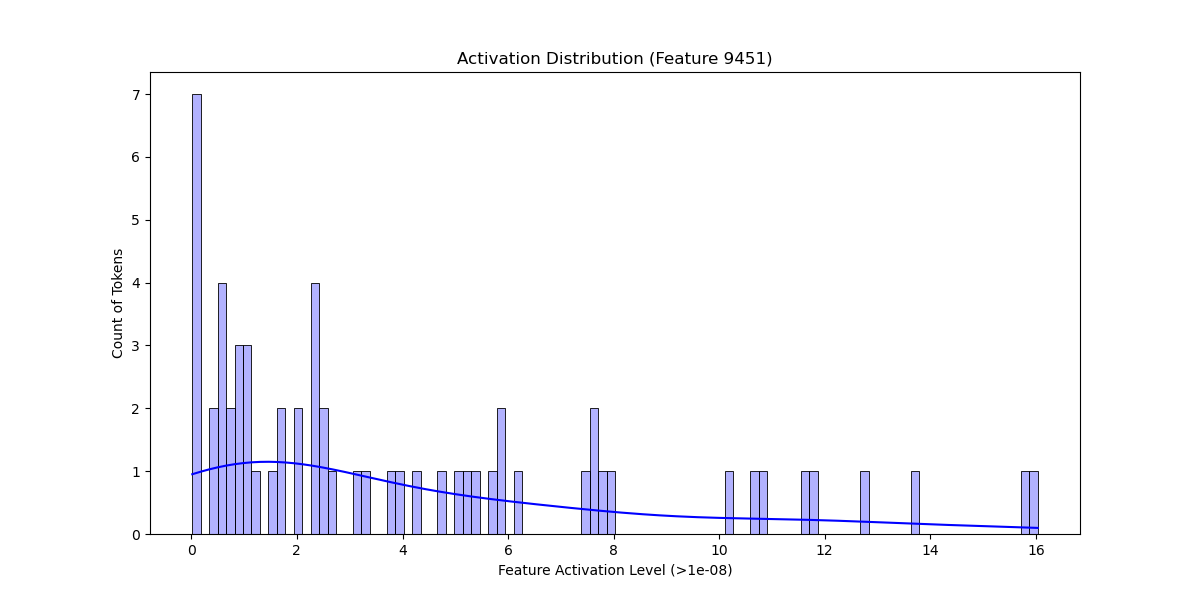 Activation Distribution (Feature 9451)
Count of Tokens
7
6
5
4
3
2
1
0
0 2 4 6 8 10 12 14 16
Feature Activation Level (>1e-08)